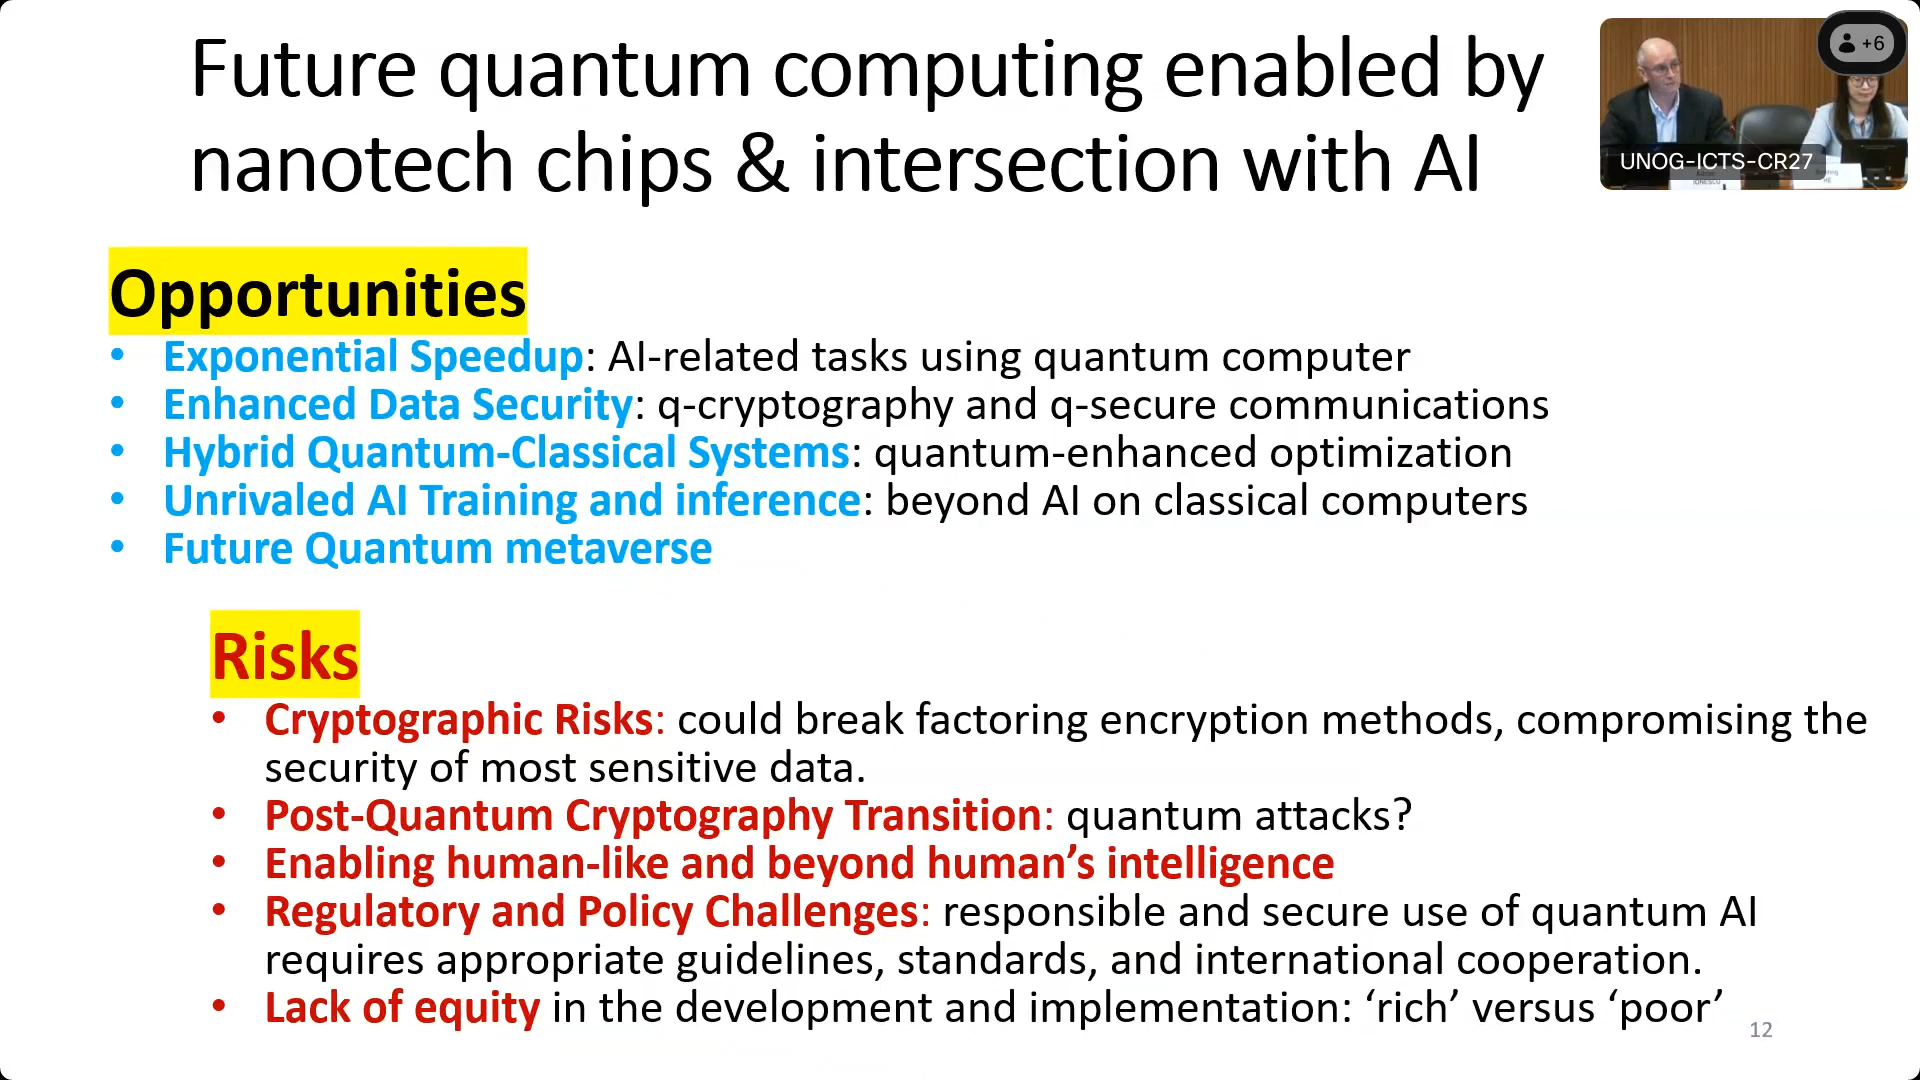 Future quantum computing enabled by
nanotech chips & intersection with AI
+6
UNOG-ICTS-CR27
IONESCU
HE
Opportunities
• Exponential Speedup: AI-related tasks using quantum computer
• Enhanced Data Security: q-cryptography and q-secure communications
• Hybrid Quantum-Classical Systems: quantum-enhanced optimization
• Unrivaled AI Training and inference: beyond AI on classical computers
• Future Quantum metaverse
Risks
• Cryptographic Risks: could break factoring encryption methods, compromising the
security of most sensitive data.
• Post-Quantum Cryptography Transition: quantum attacks?
• Enabling human-like and beyond human’s intelligence
• Regulatory and Policy Challenges: responsible and secure use of quantum AI
requires appropriate guidelines, standards, and international cooperation.
• Lack of equity in the development and implementation: ‘rich’ versus ‘poor’
12